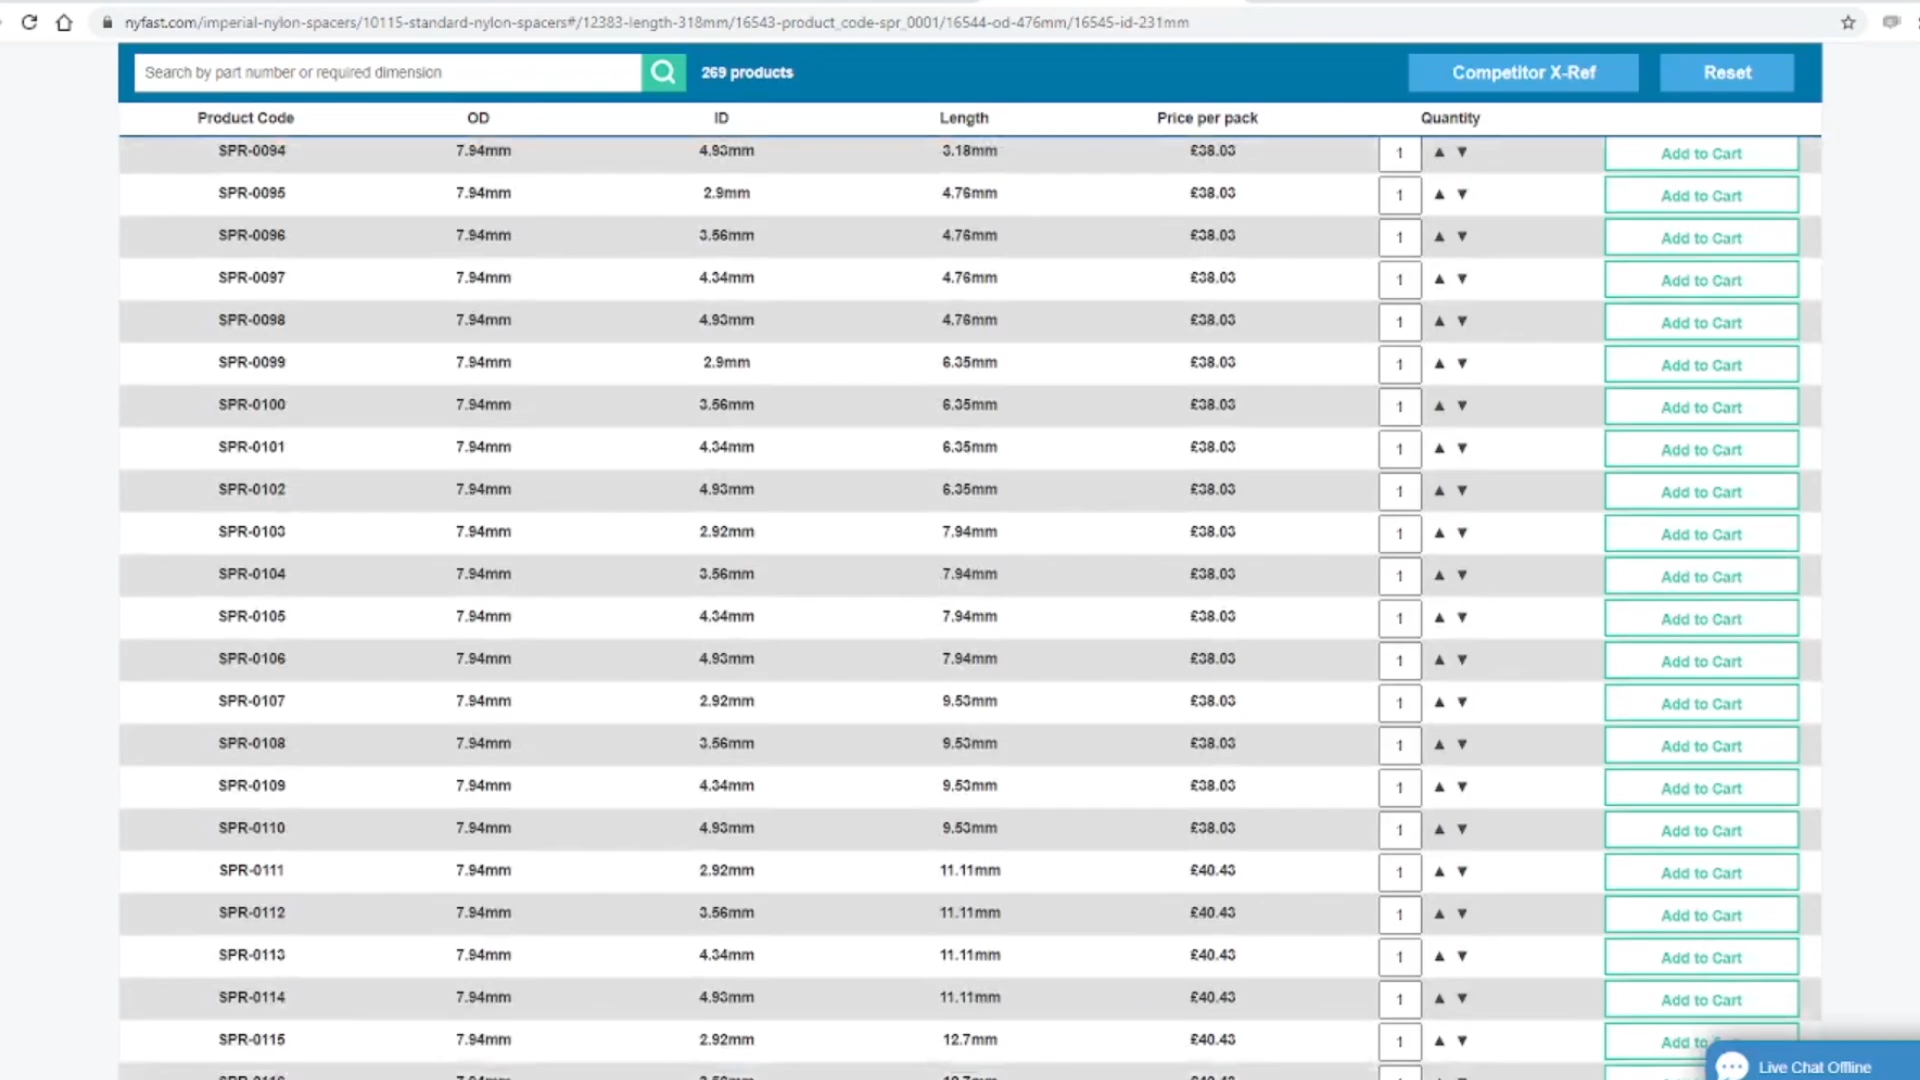 nyfast.com/imperial-nylon-spacers/10115-standard-nylon-spacers#/12383-length-318mm/16543-product_code-spr_0001/16544-od-476mm/16545-id-231mm
Search by part number or required dimension 269 products Competitor X-Ref Reset
Product Code OD ID Length Price per pack Quantity
SPR-0094 7.94mm 4.93mm 3.18mm £38.03 1 ▲ ▼ Add to Cart
SPR-0095 7.94mm 2.9mm 4.76mm £38.03 1 ▲ ▼ Add to Cart
SPR-0096 7.94mm 3.56mm 4.76mm £38.03 1 ▲ ▼ Add to Cart
SPR-0097 7.94mm 4.34mm 4.76mm £38.03 1 ▲ ▼ Add to Cart
SPR-0098 7.94mm 4.93mm 4.76mm £38.03 1 ▲ ▼ Add to Cart
SPR-0099 7.94mm 2.9mm 6.35mm £38.03 1 ▲ ▼ Add to Cart
SPR-0100 7.94mm 3.56mm 6.35mm £38.03 1 ▲ ▼ Add to Cart
SPR-0101 7.94mm 4.34mm 6.35mm £38.03 1 ▲ ▼ Add to Cart
SPR-0102 7.94mm 4.93mm 6.35mm £38.03 1 ▲ ▼ Add to Cart
SPR-0103 7.94mm 2.92mm 7.94mm £38.03 1 ▲ ▼ Add to Cart
SPR-0104 7.94mm 3.56mm 7.94mm £38.03 1 ▲ ▼ Add to Cart
SPR-0105 7.94mm 4.34mm 7.94mm £38.03 1 ▲ ▼ Add to Cart
SPR-0106 7.94mm 4.93mm 7.94mm £38.03 1 ▲ ▼ Add to Cart
SPR-0107 7.94mm 2.92mm 9.53mm £38.03 1 ▲ ▼ Add to Cart
SPR-0108 7.94mm 3.56mm 9.53mm £38.03 1 ▲ ▼ Add to Cart
SPR-0109 7.94mm 4.34mm 9.53mm £38.03 1 ▲ ▼ Add to Cart
SPR-0110 7.94mm 4.93mm 9.53mm £38.03 1 ▲ ▼ Add to Cart
SPR-0111 7.94mm 2.92mm 11.11mm £40.43 1 ▲ ▼ Add to Cart
SPR-0112 7.94mm 3.56mm 11.11mm £40.43 1 ▲ ▼ Add to Cart
SPR-0113 7.94mm 4.34mm 11.11mm £40.43 1 ▲ ▼ Add to Cart
SPR-0114 7.94mm 4.93mm 11.11mm £40.43 1 ▲ ▼ Add to Cart
SPR-0115 7.94mm 2.92mm 12.7mm £40.43 1 ▲ ▼ Add to
Live Chat Offline